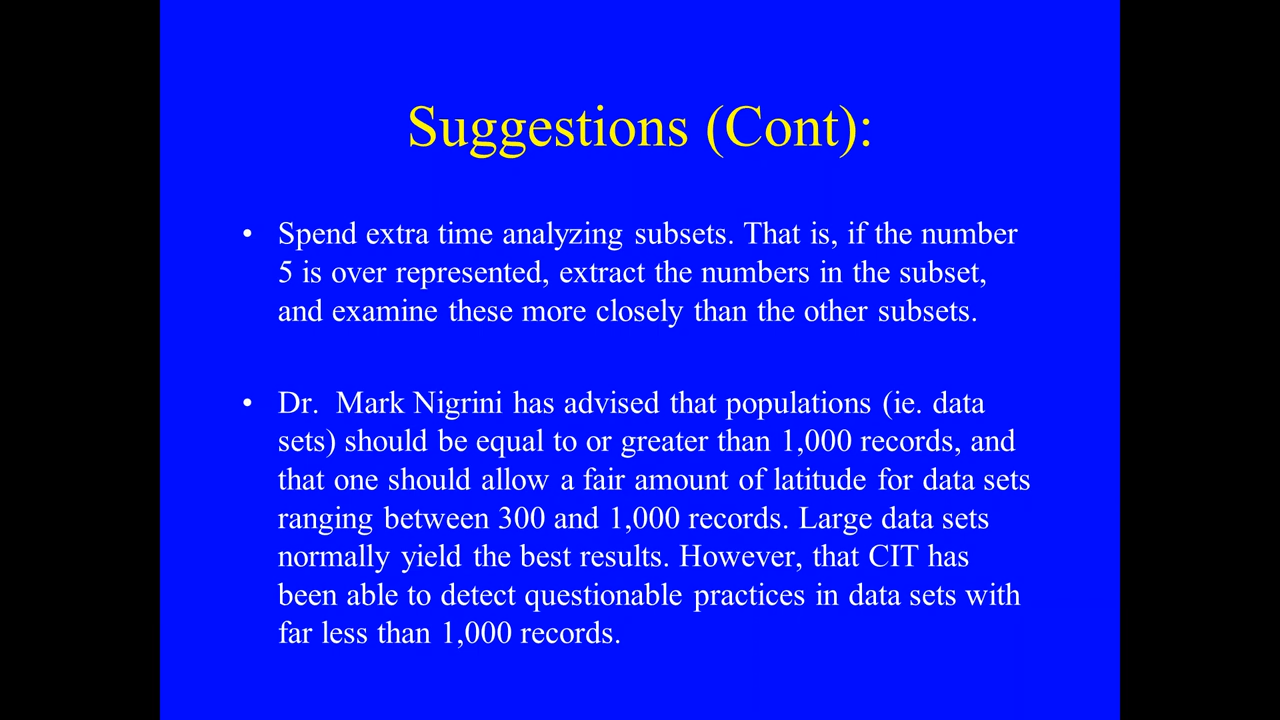 Suggestions (Cont):
• Spend extra time analyzing subsets. That is, if the number
5 is over represented, extract the numbers in the subset,
and examine these more closely than the other subsets.
• Dr.  Mark Nigrini has advised that populations (ie. data
sets) should be equal to or greater than 1,000 records, and
that one should allow a fair amount of latitude for data sets
ranging between 300 and 1,000 records. Large data sets
normally yield the best results. However, that CIT has
been able to detect questionable practices in data sets with
far less than 1,000 records.